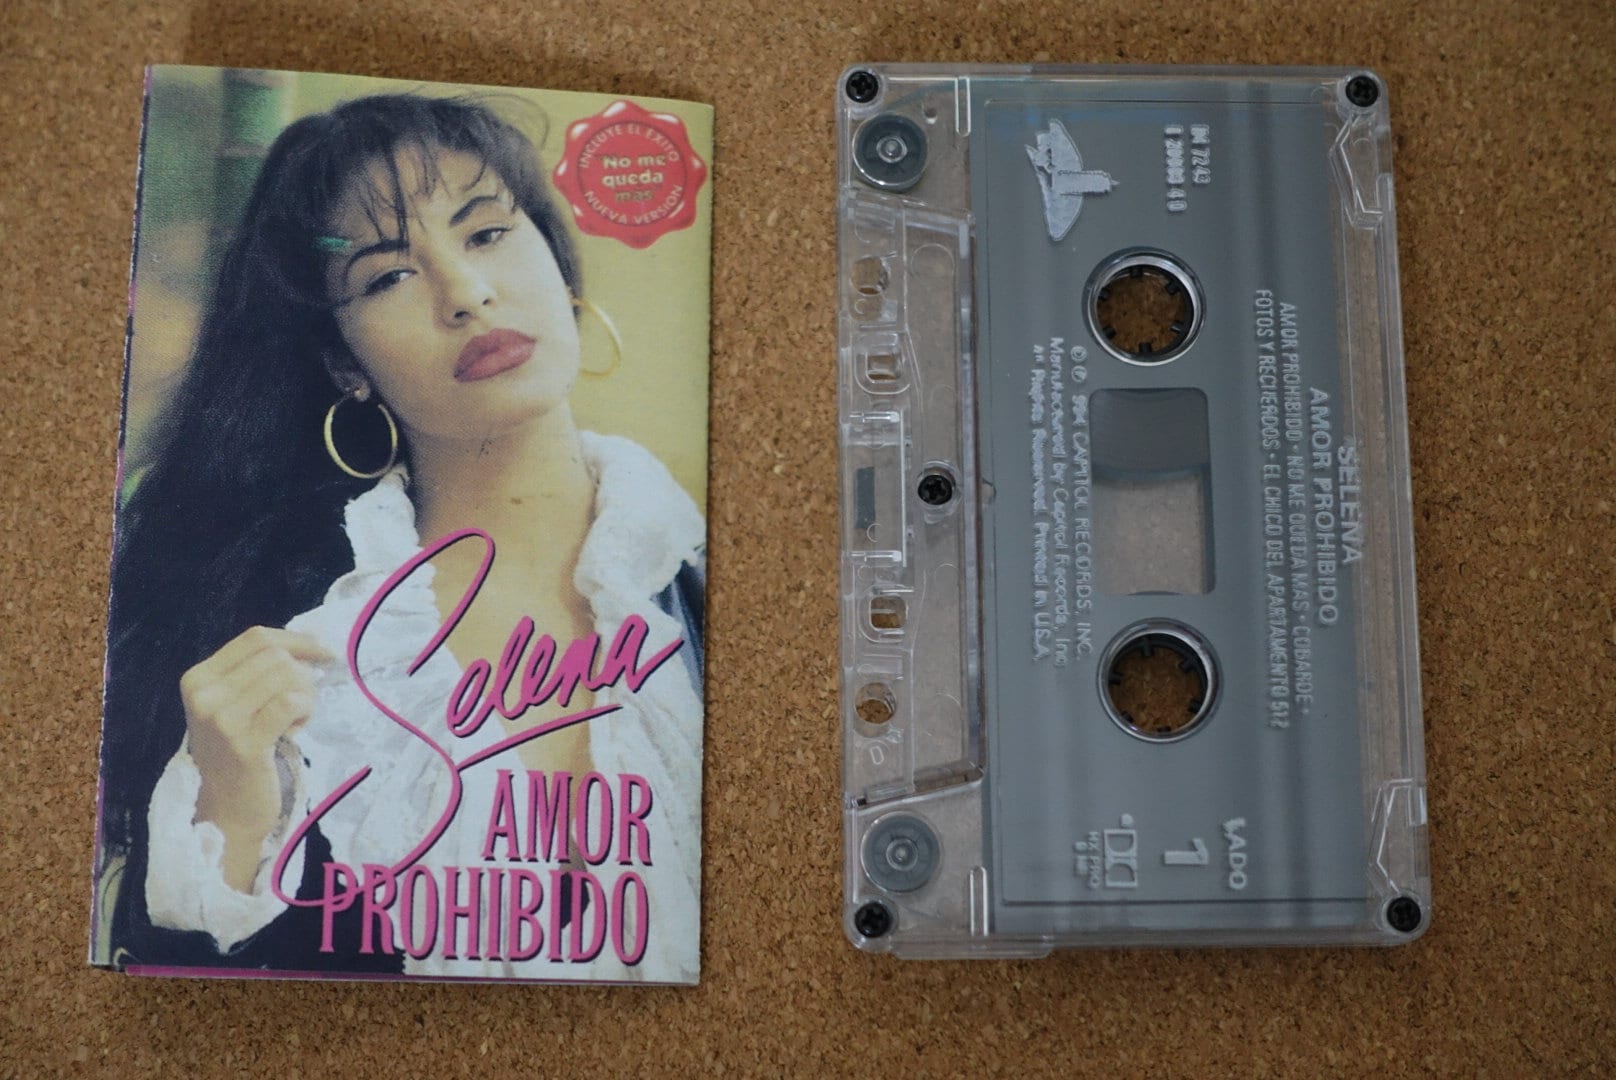 INCLUYE EL EXITO
No me
queda
mas
NUEVA VERSION
Selena
AMOR
PROHIBIDO
SELENA
AMOR PROHIBIDO
AMOR PROHIBIDO • NO ME QUEDA MAS • COBARDE •
FOTOS Y RECUERDOS • EL CHICO DEL APARTAMENTO 512
CAPITOL RECORDS, INC.
Manufactured by Capitol Records, Inc.
Rights Reserved. Printed in U.S.A.
LADO
1
HX PRO